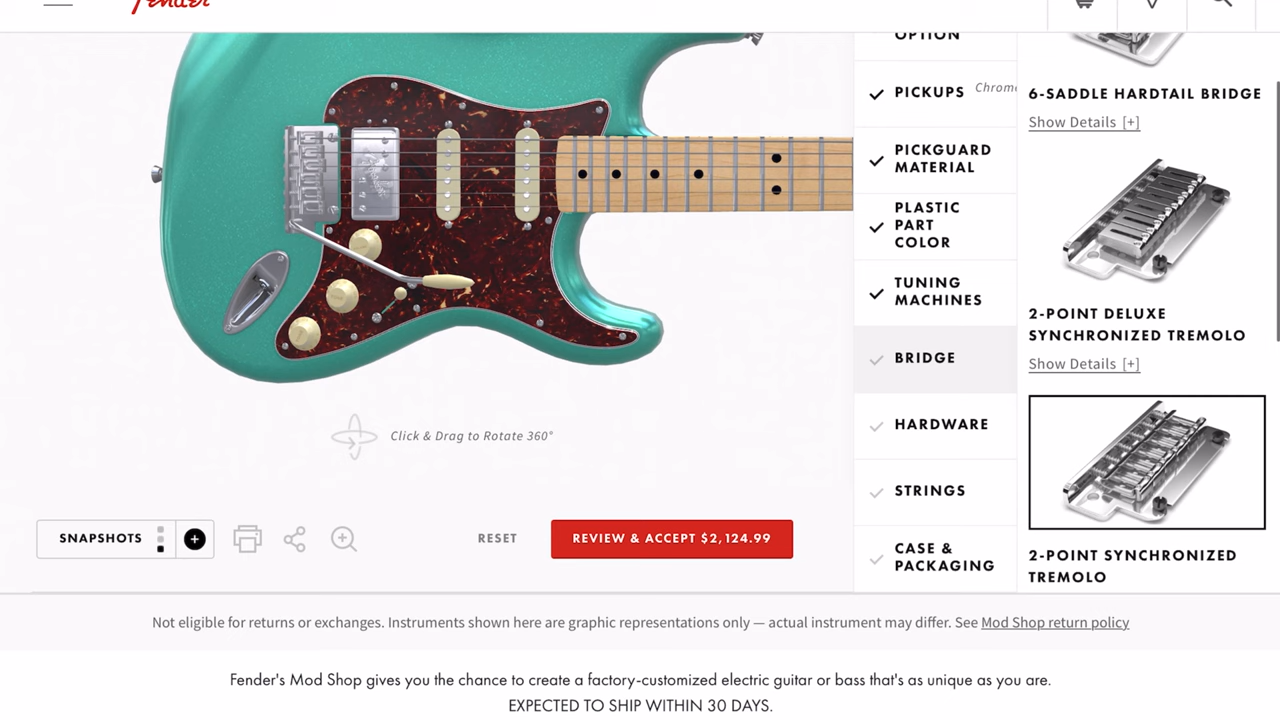 Fender
OPTION
PICKUPS Chrome
PICKGUARD
MATERIAL
PLASTIC
PART
COLOR
TUNING
MACHINES
BRIDGE
HARDWARE
STRINGS
CASE &
PACKAGING
6-SADDLE HARDTAIL BRIDGE
Show Details [+]
2-POINT DELUXE
SYNCHRONIZED TREMOLO
Show Details [+]
2-POINT SYNCHRONIZED
TREMOLO
Click & Drag to Rotate 360°
SNAPSHOTS
RESET
REVIEW & ACCEPT $2,124.99
Not eligible for returns or exchanges. Instruments shown here are graphic representations only — actual instrument may differ. See Mod Shop return policy
Fender's Mod Shop gives you the chance to create a factory-customized electric guitar or bass that's as unique as you are.
EXPECTED TO SHIP WITHIN 30 DAYS.